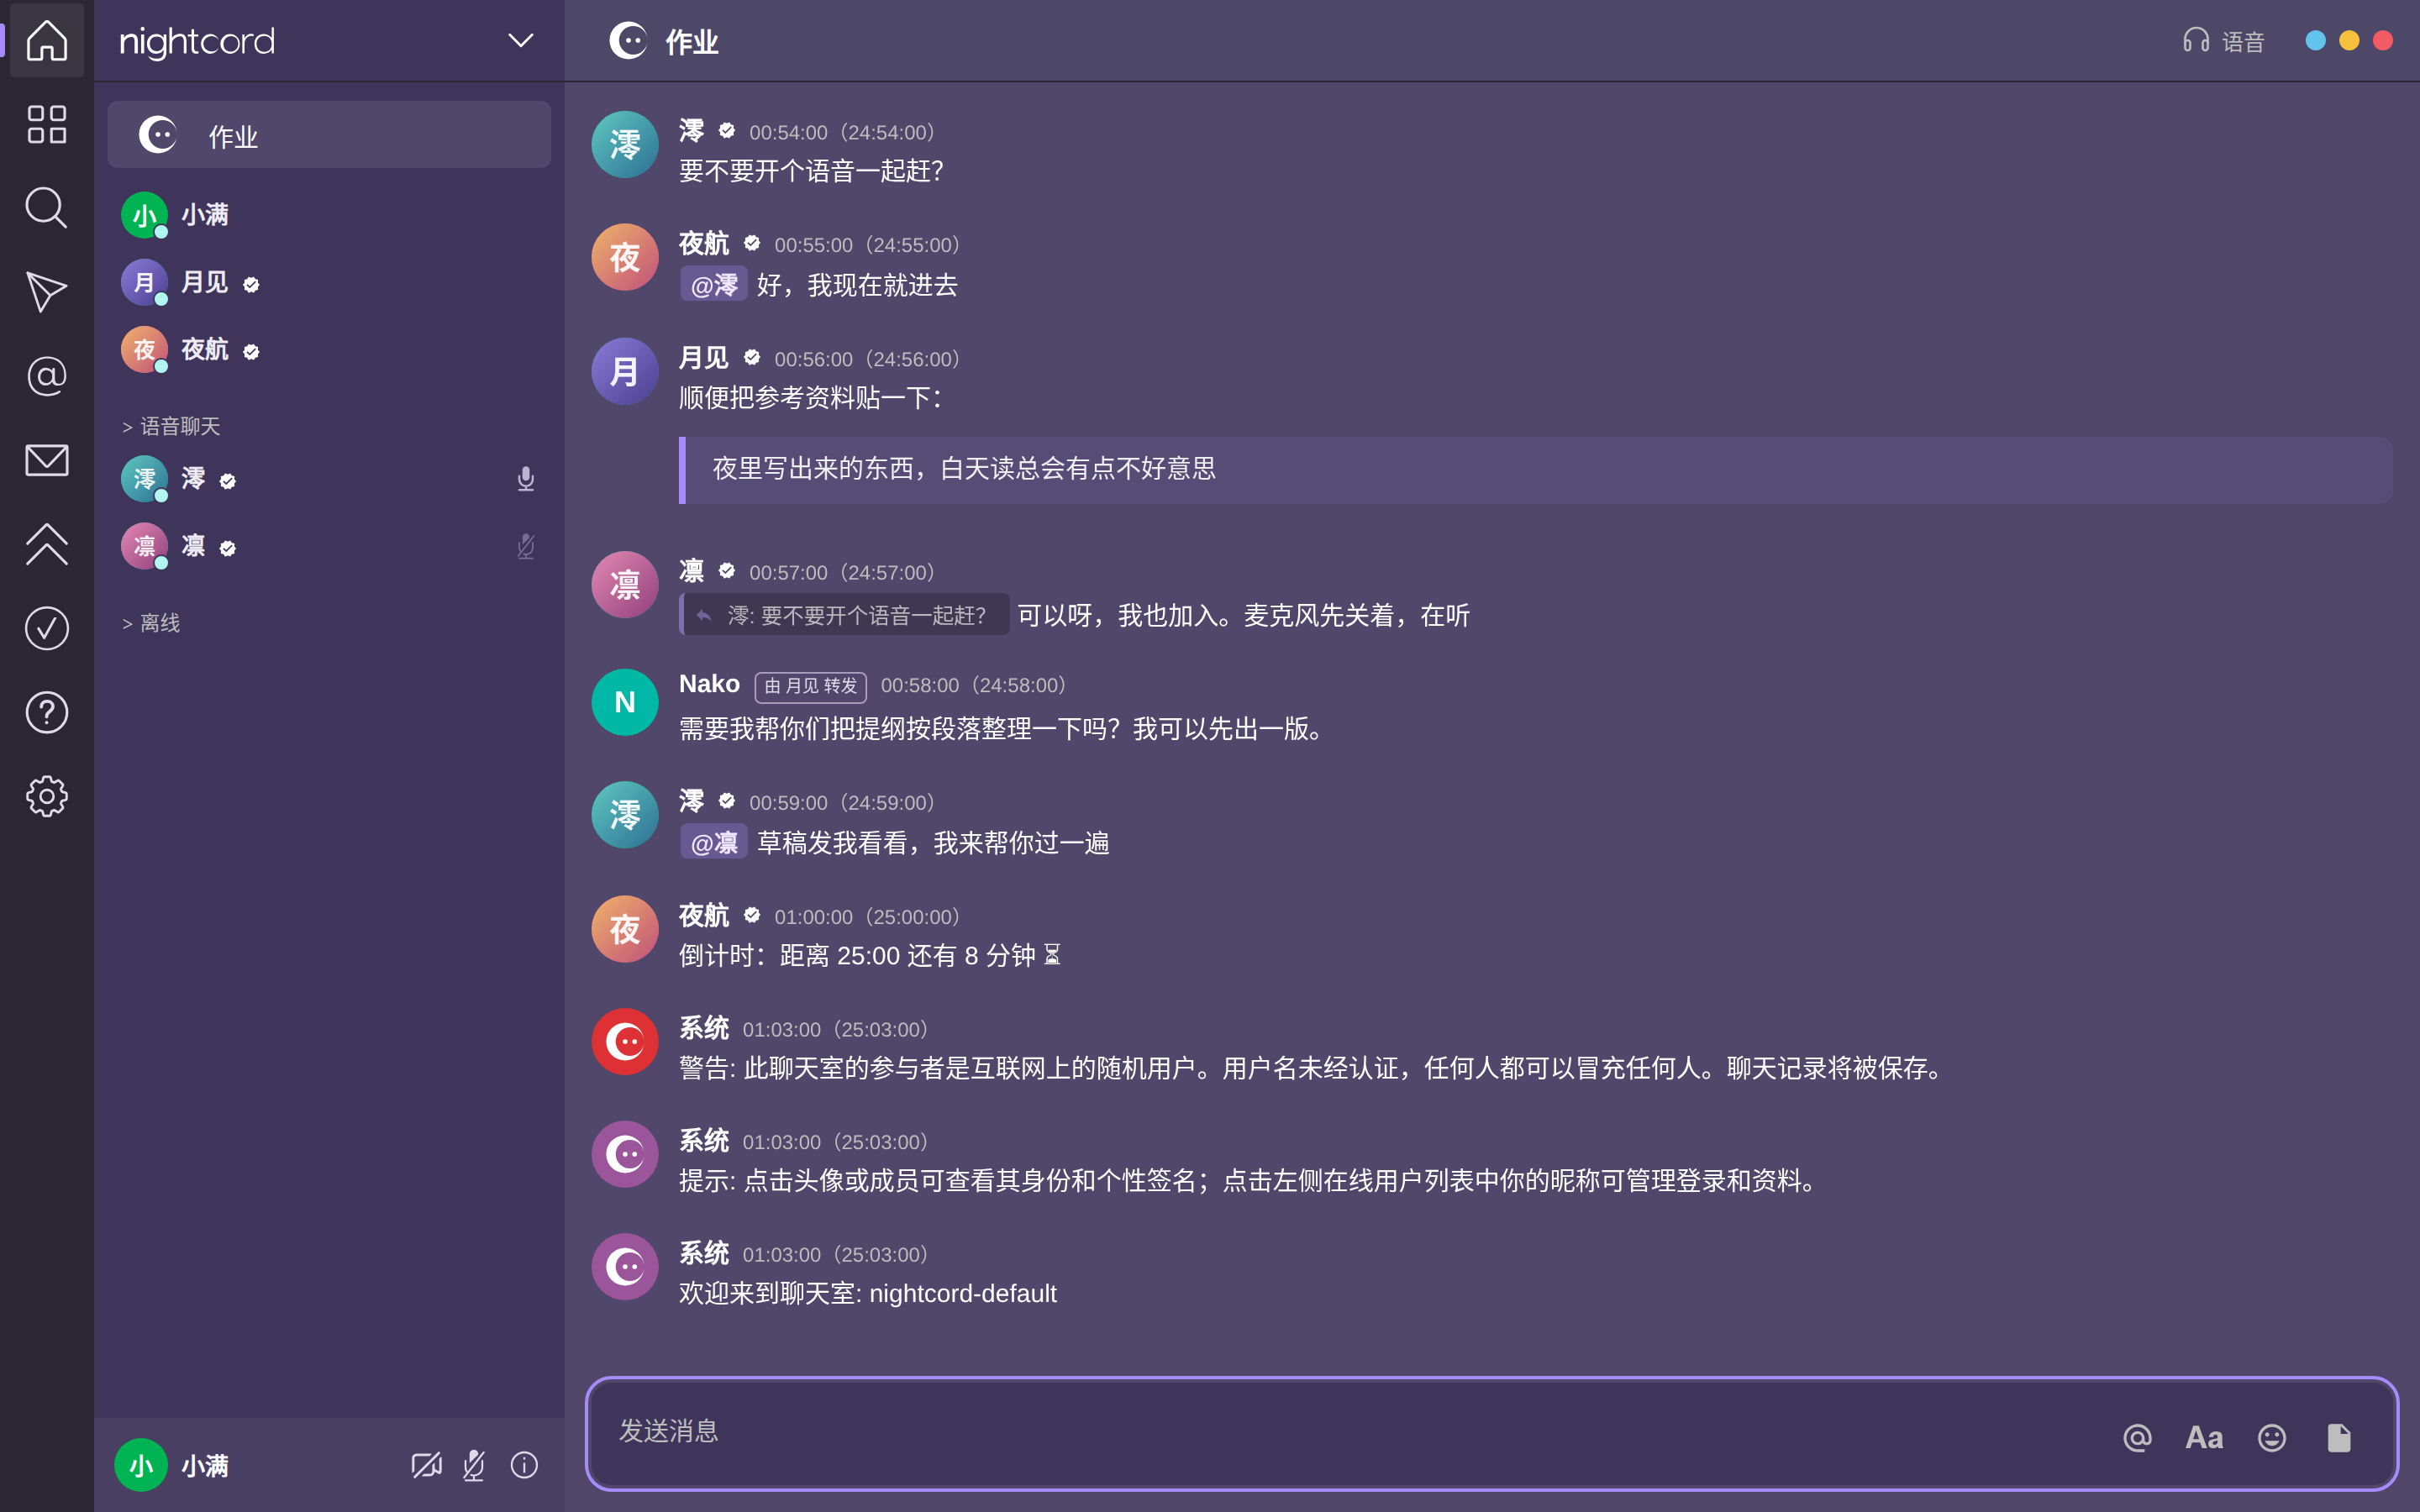 nightcord
作业
小 小满
月 月见
夜 夜航
> 语音聊天
澪 澪
凛 凛
> 离线
小 小满
作业
语音
澪 澪 00:54:00（24:54:00）
要不要开个语音一起赶？
夜 夜航 00:55:00（24:55:00）
@澪 好，我现在就进去
月 月见 00:56:00（24:56:00）
顺便把参考资料贴一下：
夜里写出来的东西，白天读总会有点不好意思
凛 凛 00:57:00（24:57:00）
澪: 要不要开个语音一起赶？ 可以呀，我也加入。麦克风先关着，在听
N Nako 由 月见 转发 00:58:00（24:58:00）
需要我帮你们把提纲按段落整理一下吗？我可以先出一版。
澪 澪 00:59:00（24:59:00）
@凛 草稿发我看看，我来帮你过一遍
夜 夜航 01:00:00（25:00:00）
倒计时：距离 25:00 还有 8 分钟 ⏳
系统 01:03:00（25:03:00）
警告: 此聊天室的参与者是互联网上的随机用户。用户名未经认证，任何人都可以冒充任何人。聊天记录将被保存。
系统 01:03:00（25:03:00）
提示: 点击头像或成员可查看其身份和个性签名；点击左侧在线用户列表中你的昵称可管理登录和资料。
系统 01:03:00（25:03:00）
欢迎来到聊天室: nightcord-default
发送消息
Aa